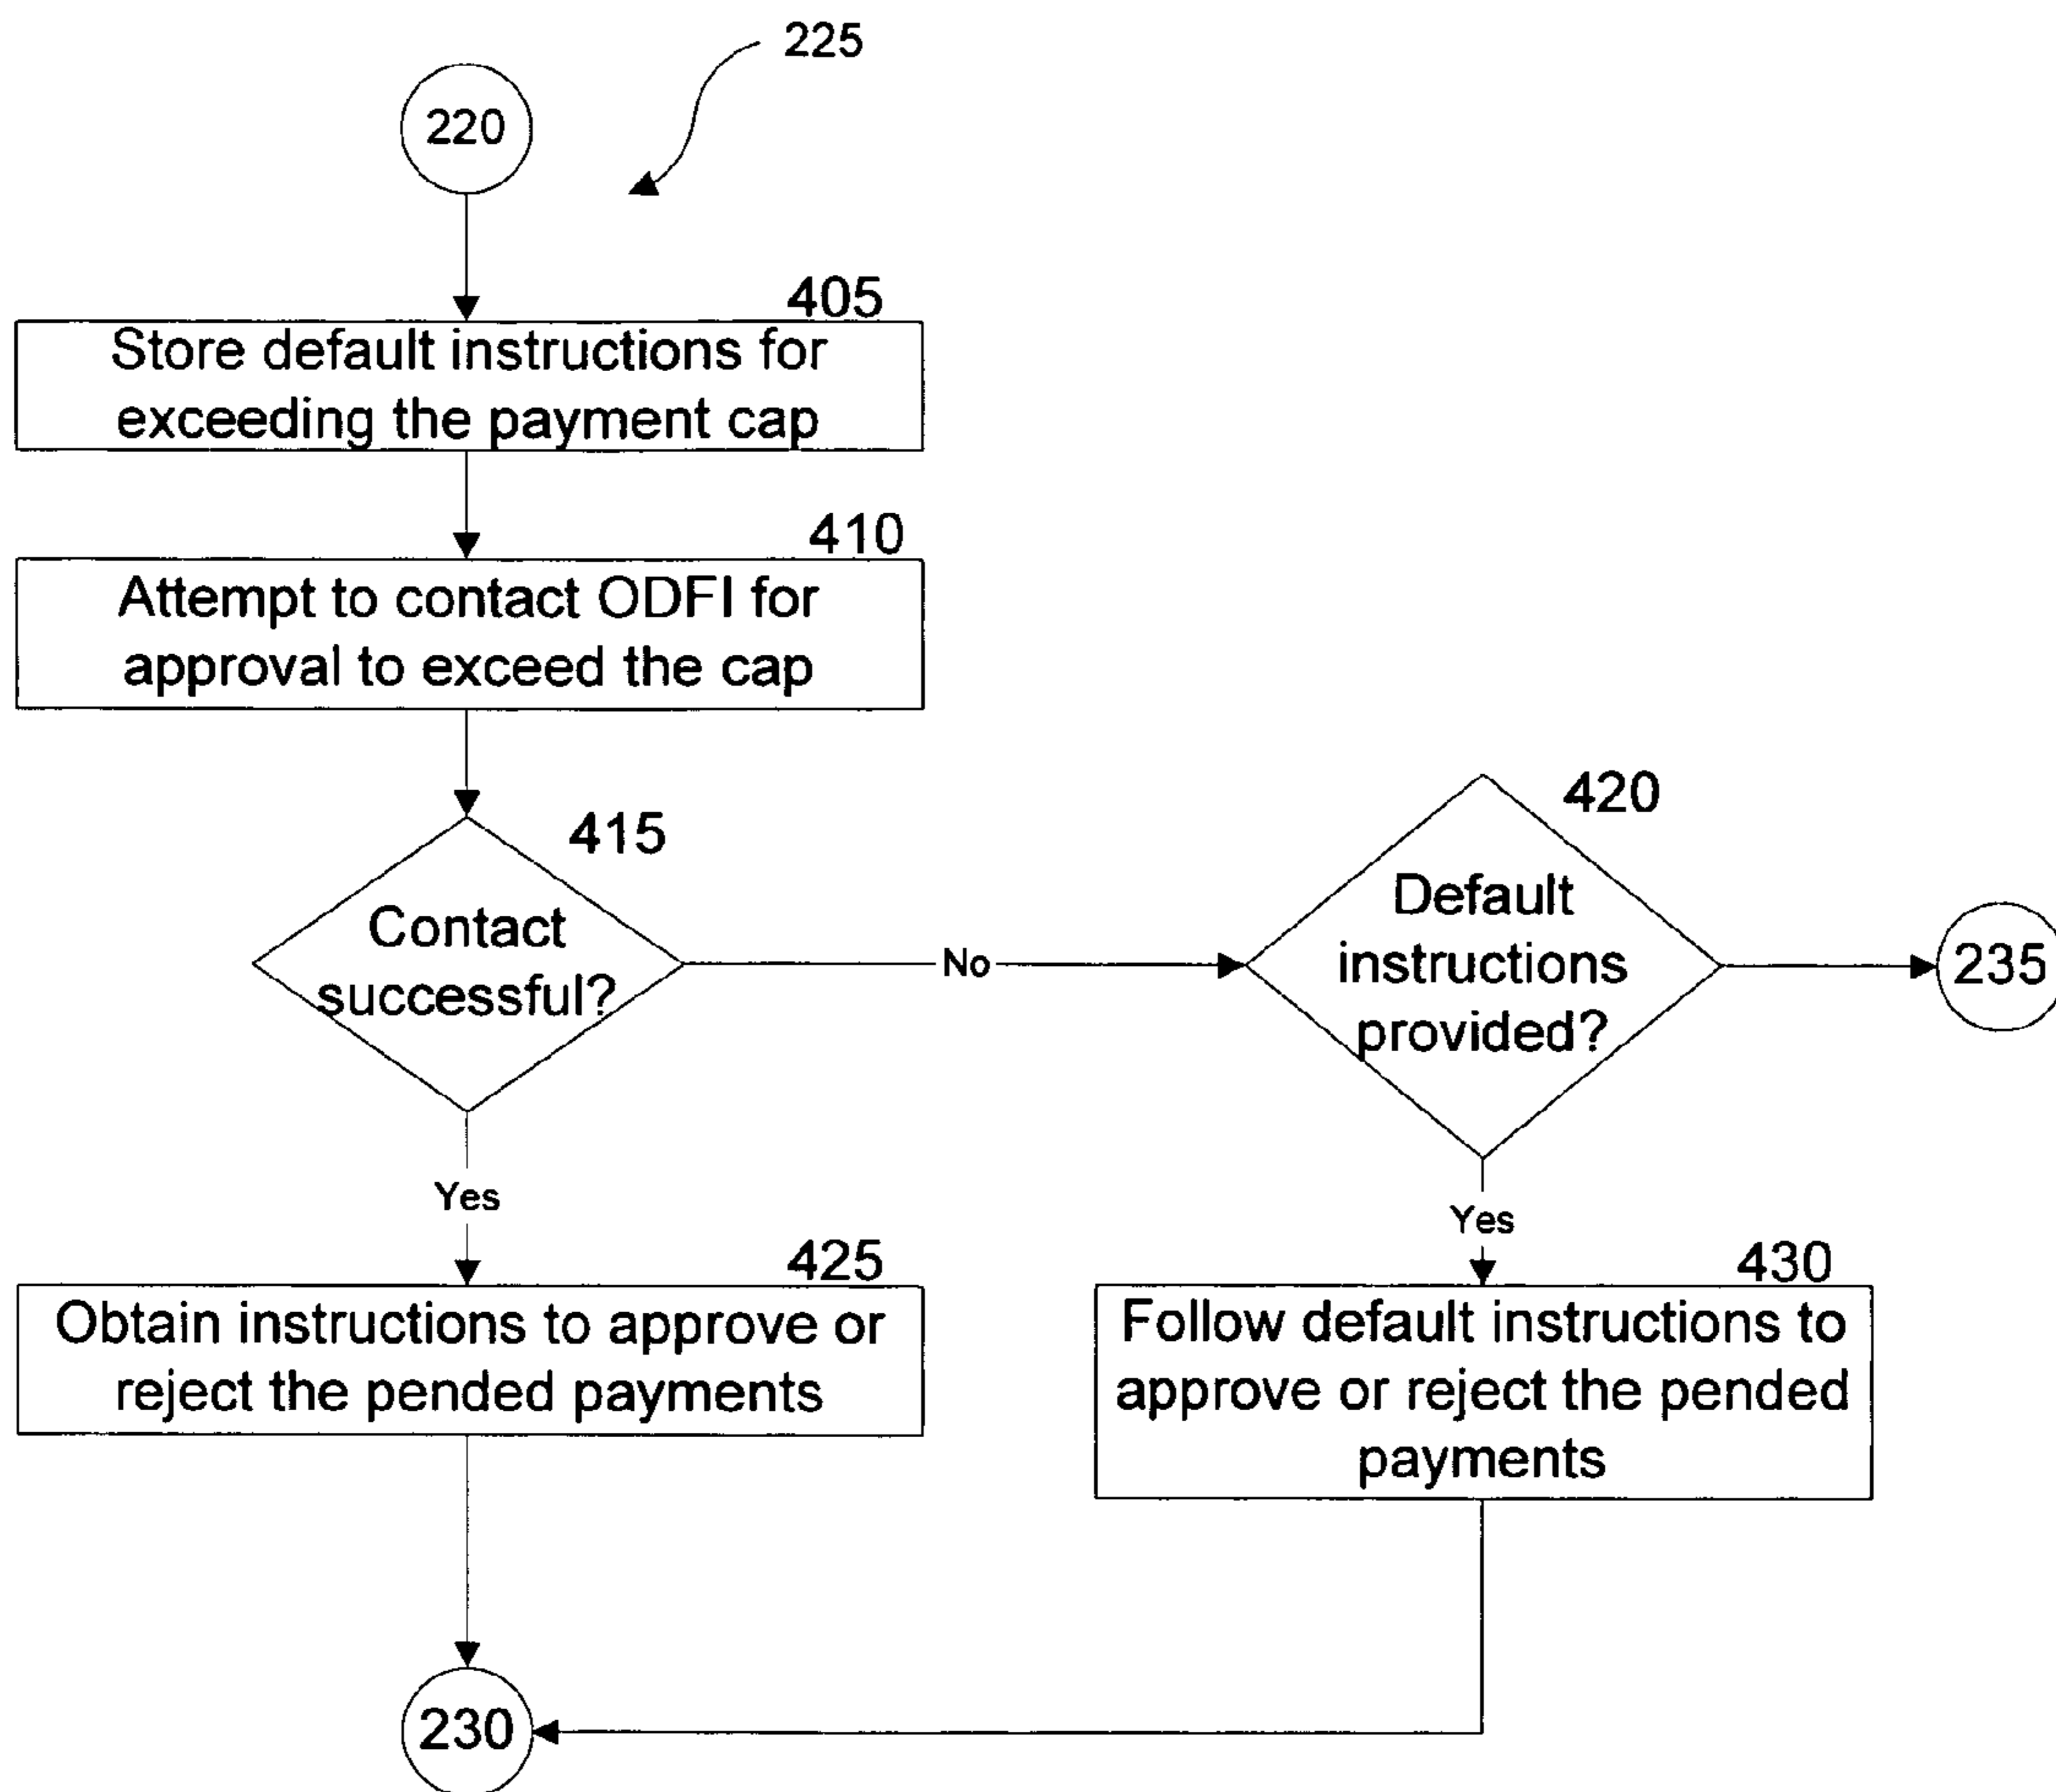 225
220
405
Store default instructions for
exceeding the payment cap
410
Attempt to contact ODFI for
approval to exceed the cap
415
Contact
successful?
No
420
Default
instructions
provided?
235
Yes
Yes
425
Obtain instructions to approve or
reject the pended payments
430
Follow default instructions to
approve or reject the pended
payments
230